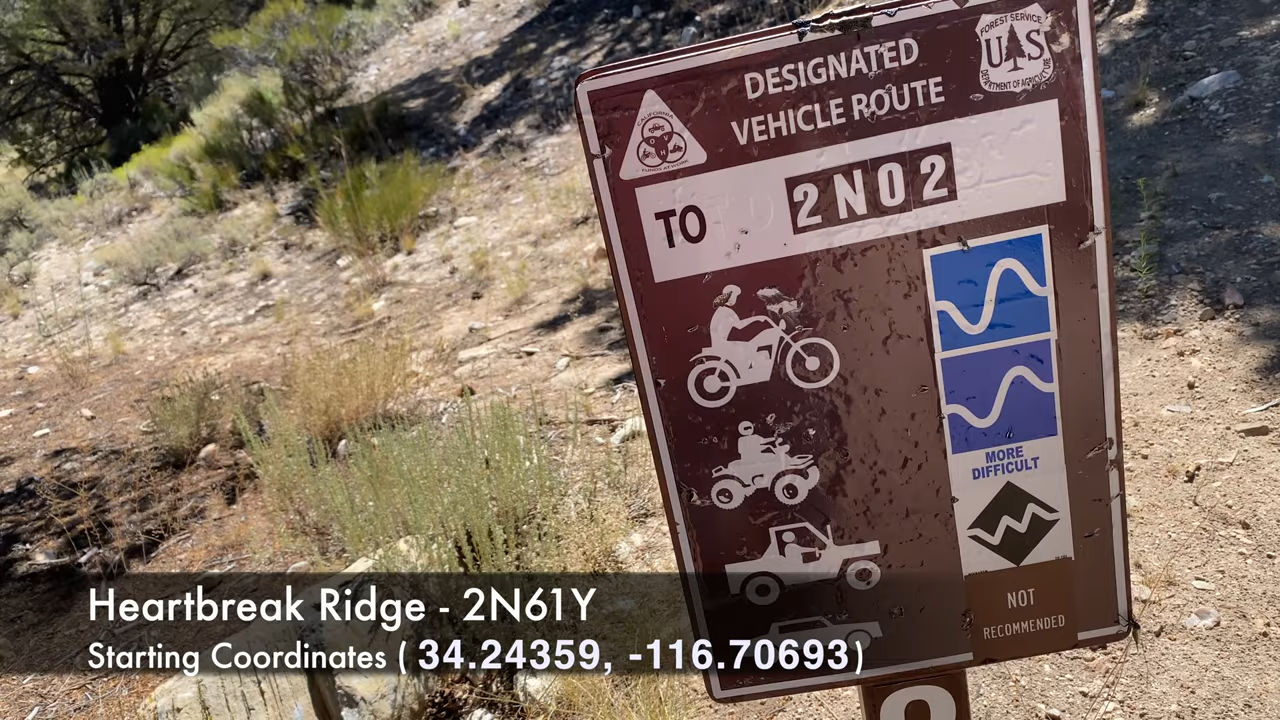 DESIGNATED
VEHICLE ROUTE
FOREST SERVICE
U S
DEPARTMENT OF AGRICULTURE
CALIFORNIA
O V H
FUNDS AT WORK
TO 2N02
MORE
DIFFICULT
NOT
RECOMMENDED
Heartbreak Ridge - 2N61Y
Starting Coordinates ( 34.24359, -116.70693)